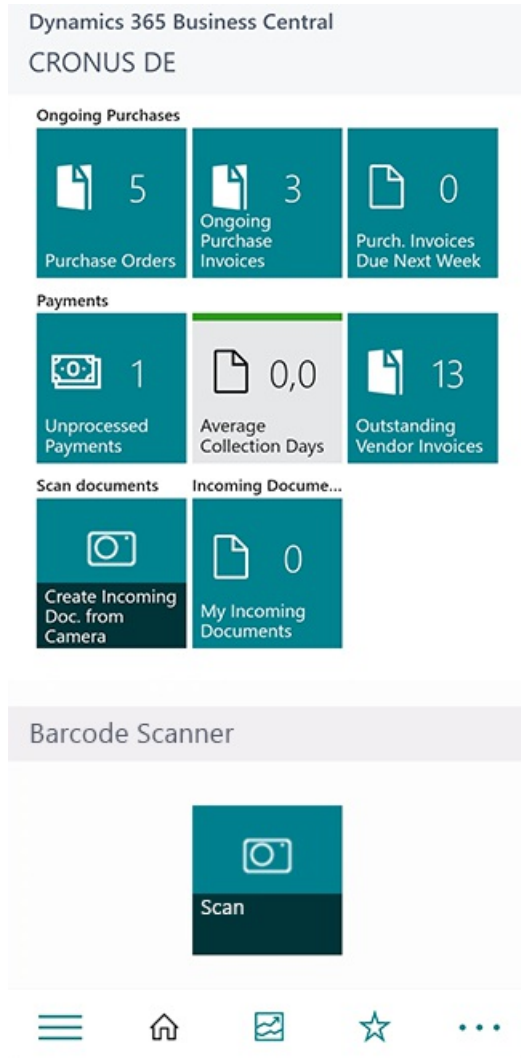 Dynamics 365 Business Central
CRONUS DE
Ongoing Purchases
5
Purchase Orders
3
Ongoing
Purchase
Invoices
0
Purch. Invoices
Due Next Week
Payments
1
Unprocessed
Payments
0,0
Average
Collection Days
13
Outstanding
Vendor Invoices
Scan documents
Create Incoming
Doc. from
Camera
Incoming Docume...
0
My Incoming
Documents
Barcode Scanner
Scan